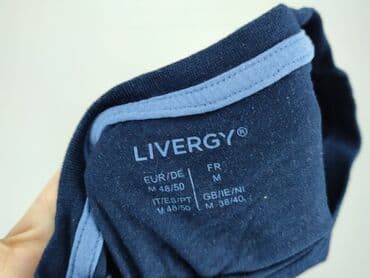 LIVERGY®
EUR/DE FR
M 48/50 M
IT/ES/PT GB/IE/NI
M 48/50 M 38/40